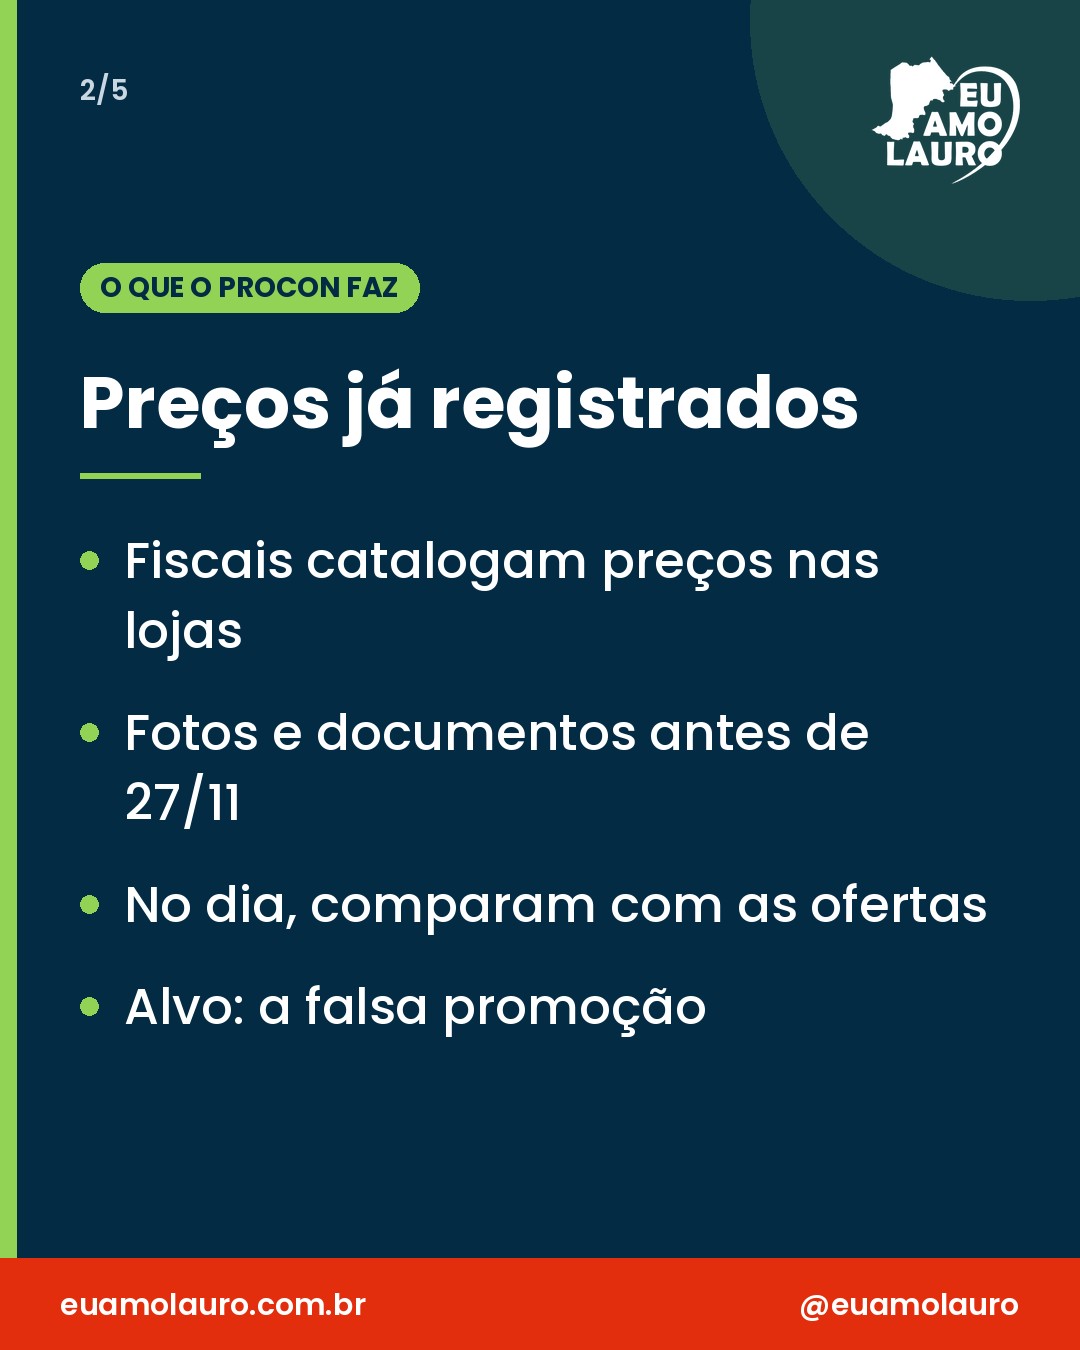 2/5
EU
AMO
LAURO
O QUE O PROCON FAZ
Preços já registrados
Fiscais catalogam preços nas
lojas
Fotos e documentos antes de
27/11
No dia, comparam com as ofertas
Alvo: a falsa promoção
euamolauro.com.br
@euamolauro